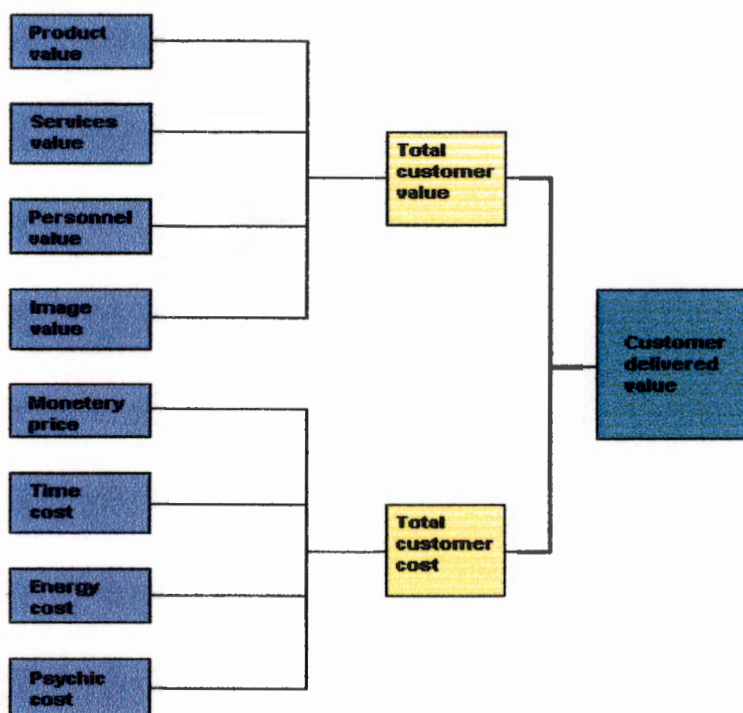 Product
value
Services
value
Personnel
value
Image
value
Monetery
price
Time
cost
Energy
cost
Psychic
cost
Total
customer
value
Total
customer
cost
Customer
delivered
value